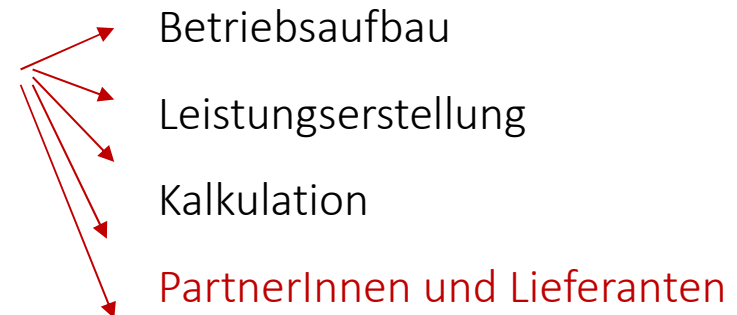 Betriebsaufbau
Leistungserstellung
Kalkulation
PartnerInnen und Lieferanten